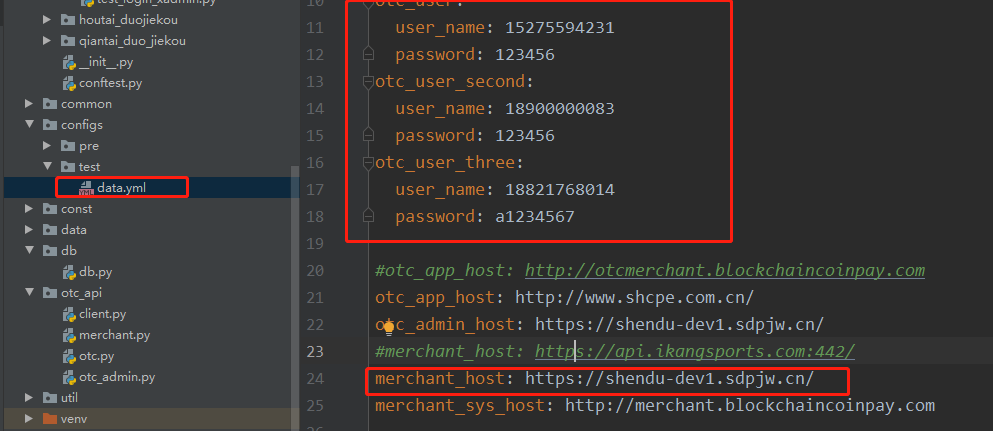 test_login_xadmin.py
houtai_duojiekou
qiantai_duo_jiekou
__init__.py
conftest.py
common
configs
pre
test
data.yml
const
data
db
db.py
otc_api
client.py
merchant.py
otc.py
otc_admin.py
util
venv
10 otc_user:
11 user_name: 15275594231
12 password: 123456
13 otc_user_second:
14 user_name: 18900000083
15 password: 123456
16 otc_user_three:
17 user_name: 18821768014
18 password: a1234567
19
20 #otc_app_host: http://otcmerchant.blockchaincoinpay.com
21 otc_app_host: http://www.shcpe.com.cn/
22 otc_admin_host: https://shendu-dev1.sdpjw.cn/
23 #merchant_host: https://api.ikangsports.com:442/
24 merchant_host: https://shendu-dev1.sdpjw.cn/
25 merchant_sys_host: http://merchant.blockchaincoinpay.com